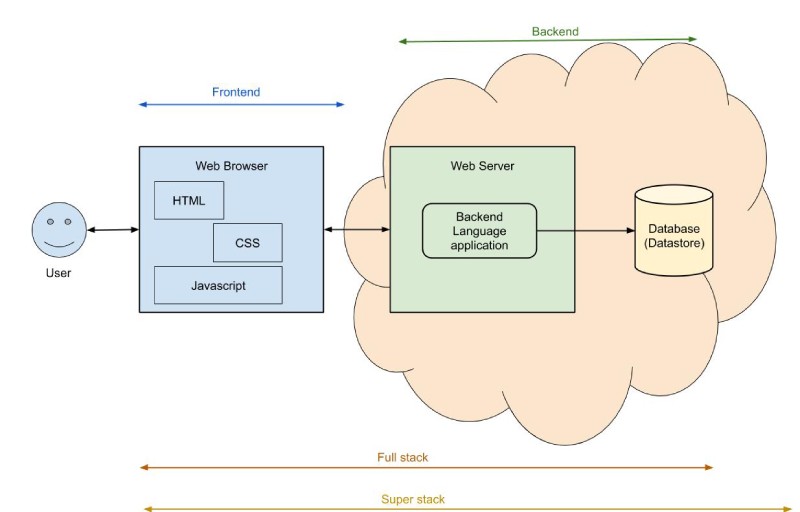 Backend
Frontend
Web Browser
HTML
CSS
Javascript
User
Web Server
Backend
Language
application
Database
(Datastore)
Full stack
Super stack